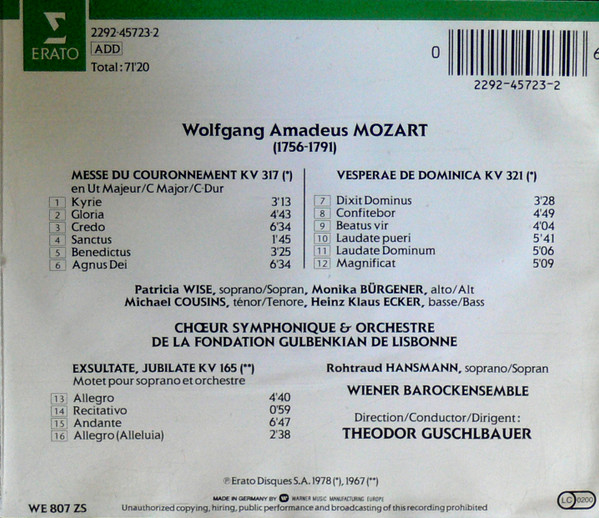 ERATO
2292-45723-2
ADD
Total : 71'20
0
6
2292-45723-2
Wolfgang Amadeus MOZART
(1756-1791)
MESSE DU COURONNEMENT KV 317 (*)
en Ut Majeur/C Major/C-Dur
1 Kyrie 3'13
2 Gloria 4'43
3 Credo 6'34
4 Sanctus 1'45
5 Benedictus 3'25
6 Agnus Dei 6'34
VESPERAE DE DOMINICA KV 321 (*)
7 Dixit Dominus 3'28
8 Confitebor 4'49
9 Beatus vir 4'04
10 Laudate pueri 5'41
11 Laudate Dominum 5'06
12 Magnificat 5'09
Patricia WISE, soprano/Sopran, Monika BÜRGENER, alto/Alt
Michael COUSINS, ténor/Tenore, Heinz Klaus ECKER, basse/Bass
CHŒUR SYMPHONIQUE & ORCHESTRE
DE LA FONDATION GULBENKIAN DE LISBONNE
EXSULTATE, JUBILATE KV 165 (**)
Motet pour soprano et orchestre
13 Allegro 4'40
14 Recitativo 0'59
15 Andante 6'47
16 Allegro (Alleluia) 2'38
Rohtraud HANSMANN, soprano/Sopran
WIENER BAROCKENSEMBLE
Direction/Conductor/Dirigent :
THEODOR GUSCHLBAUER
℗ Erato Disques S.A. 1978 (*), 1967 (**)
MADE IN GERMANY BY WARNER MUSIC MANUFACTURING EUROPE
WE 807 ZS
Unauthorized copying, hiring, public performance and broadcasting of this recording prohibited
LC 0200